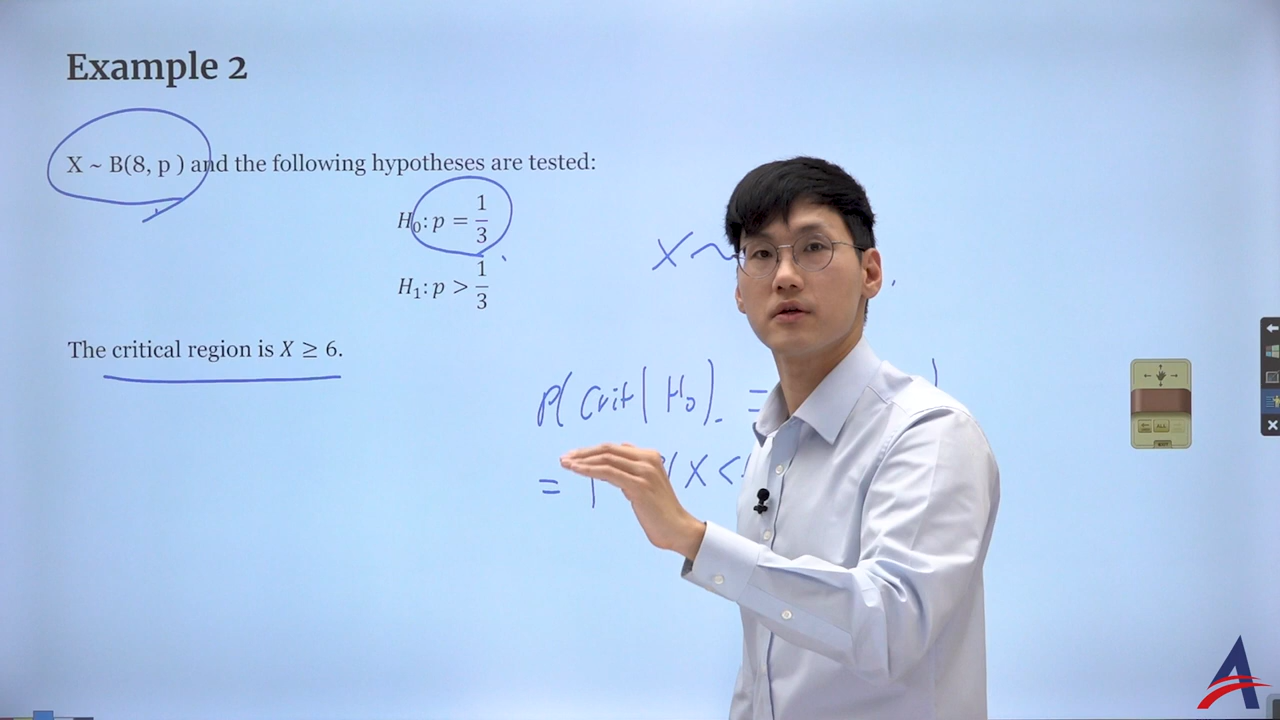 Example 2
X ~ B(8, p ) and the following hypotheses are tested:
H₀: p = 1/3
X ~
H₁: p > 1/3
The critical region is X ≥ 6.
P( Crit | H₀ ) =
= 1 P( X <
ALL